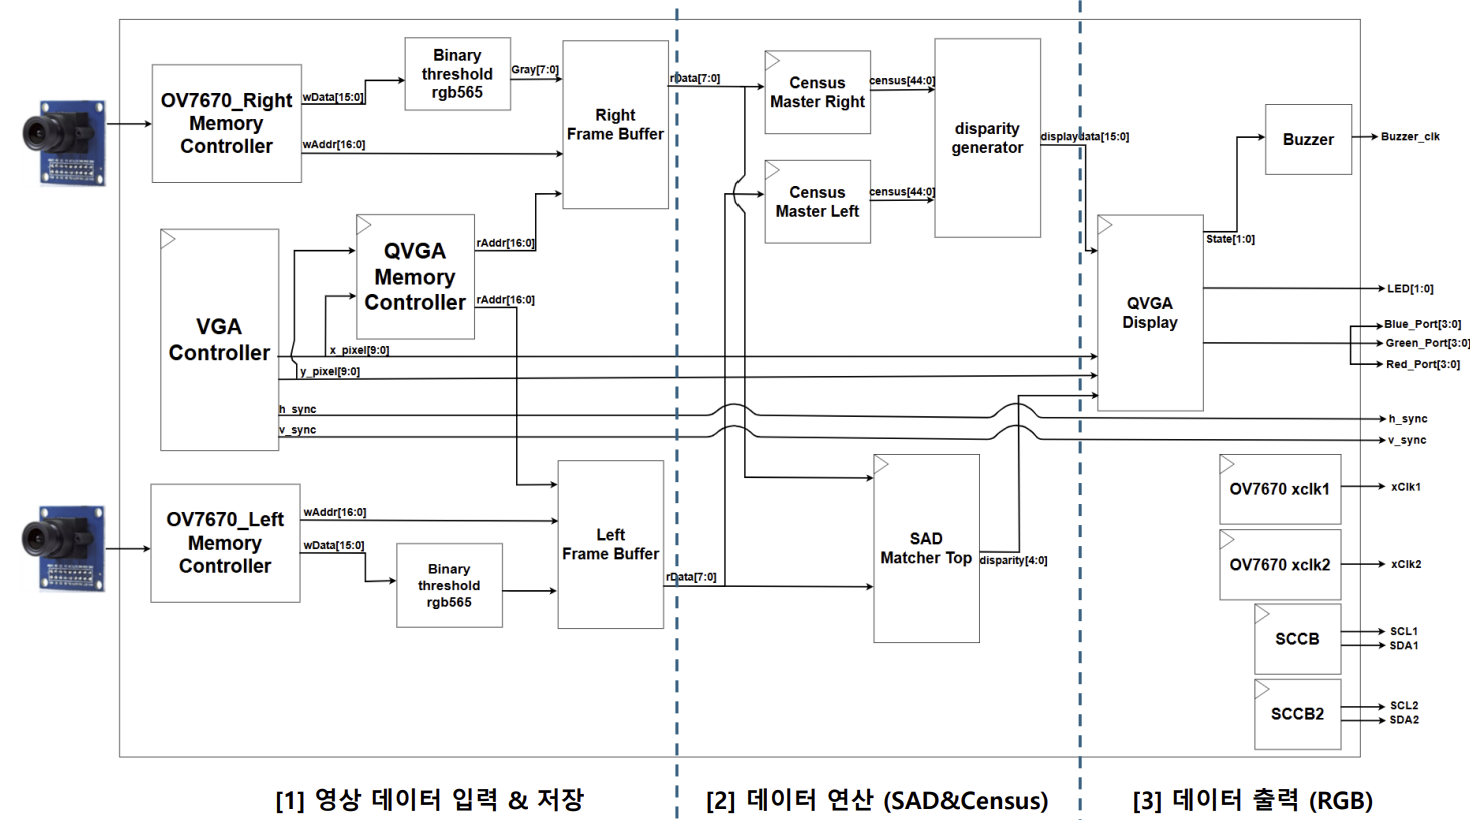 OV7670_Right
Memory
Controller
wData[15:0]
wAddr[16:0]
Binary
threshold
rgb565
Gray[7:0]
Right
Frame Buffer
rData[7:0]
VGA
Controller
QVGA
Memory
Controller
rAddr[16:0]
rAddr[16:0]
x_pixel[9:0]
y_pixel[9:0]
h_sync
v_sync
OV7670_Left
Memory
Controller
wAddr[16:0]
wData[15:0]
Binary
threshold
rgb565
Left
Frame Buffer
rData[7:0]
Census
Master Right
census[44:0]
Census
Master Left
census[44:0]
disparity
generator
displaydata[15:0]
SAD
Matcher Top
disparity[4:0]
QVGA
Display
State[1:0]
Buzzer
Buzzer_clk
LED[1:0]
Blue_Port[3:0]
Green_Port[3:0]
Red_Port[3:0]
h_sync
v_sync
OV7670 xclk1
xClk1
OV7670 xclk2
xClk2
SCCB
SCL1
SDA1
SCCB2
SCL2
SDA2
[1] 영상 데이터 입력 & 저장
[2] 데이터 연산 (SAD&Census)
[3] 데이터 출력 (RGB)